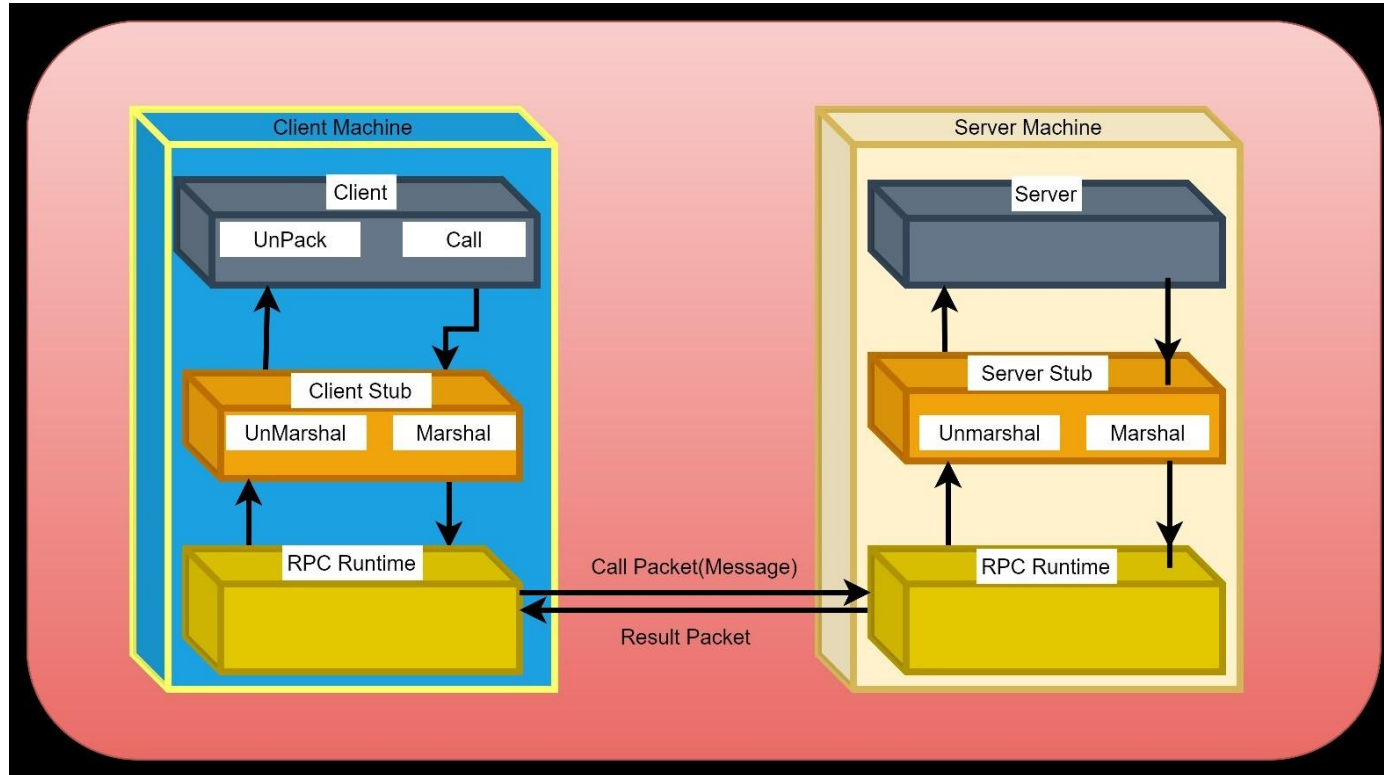 Client Machine
Client
UnPack
Call
Client Stub
UnMarshal
Marshal
RPC Runtime
Call Packet(Message)
Result Packet
Server Machine
Server
Server Stub
Unmarshal
Marshal
RPC Runtime